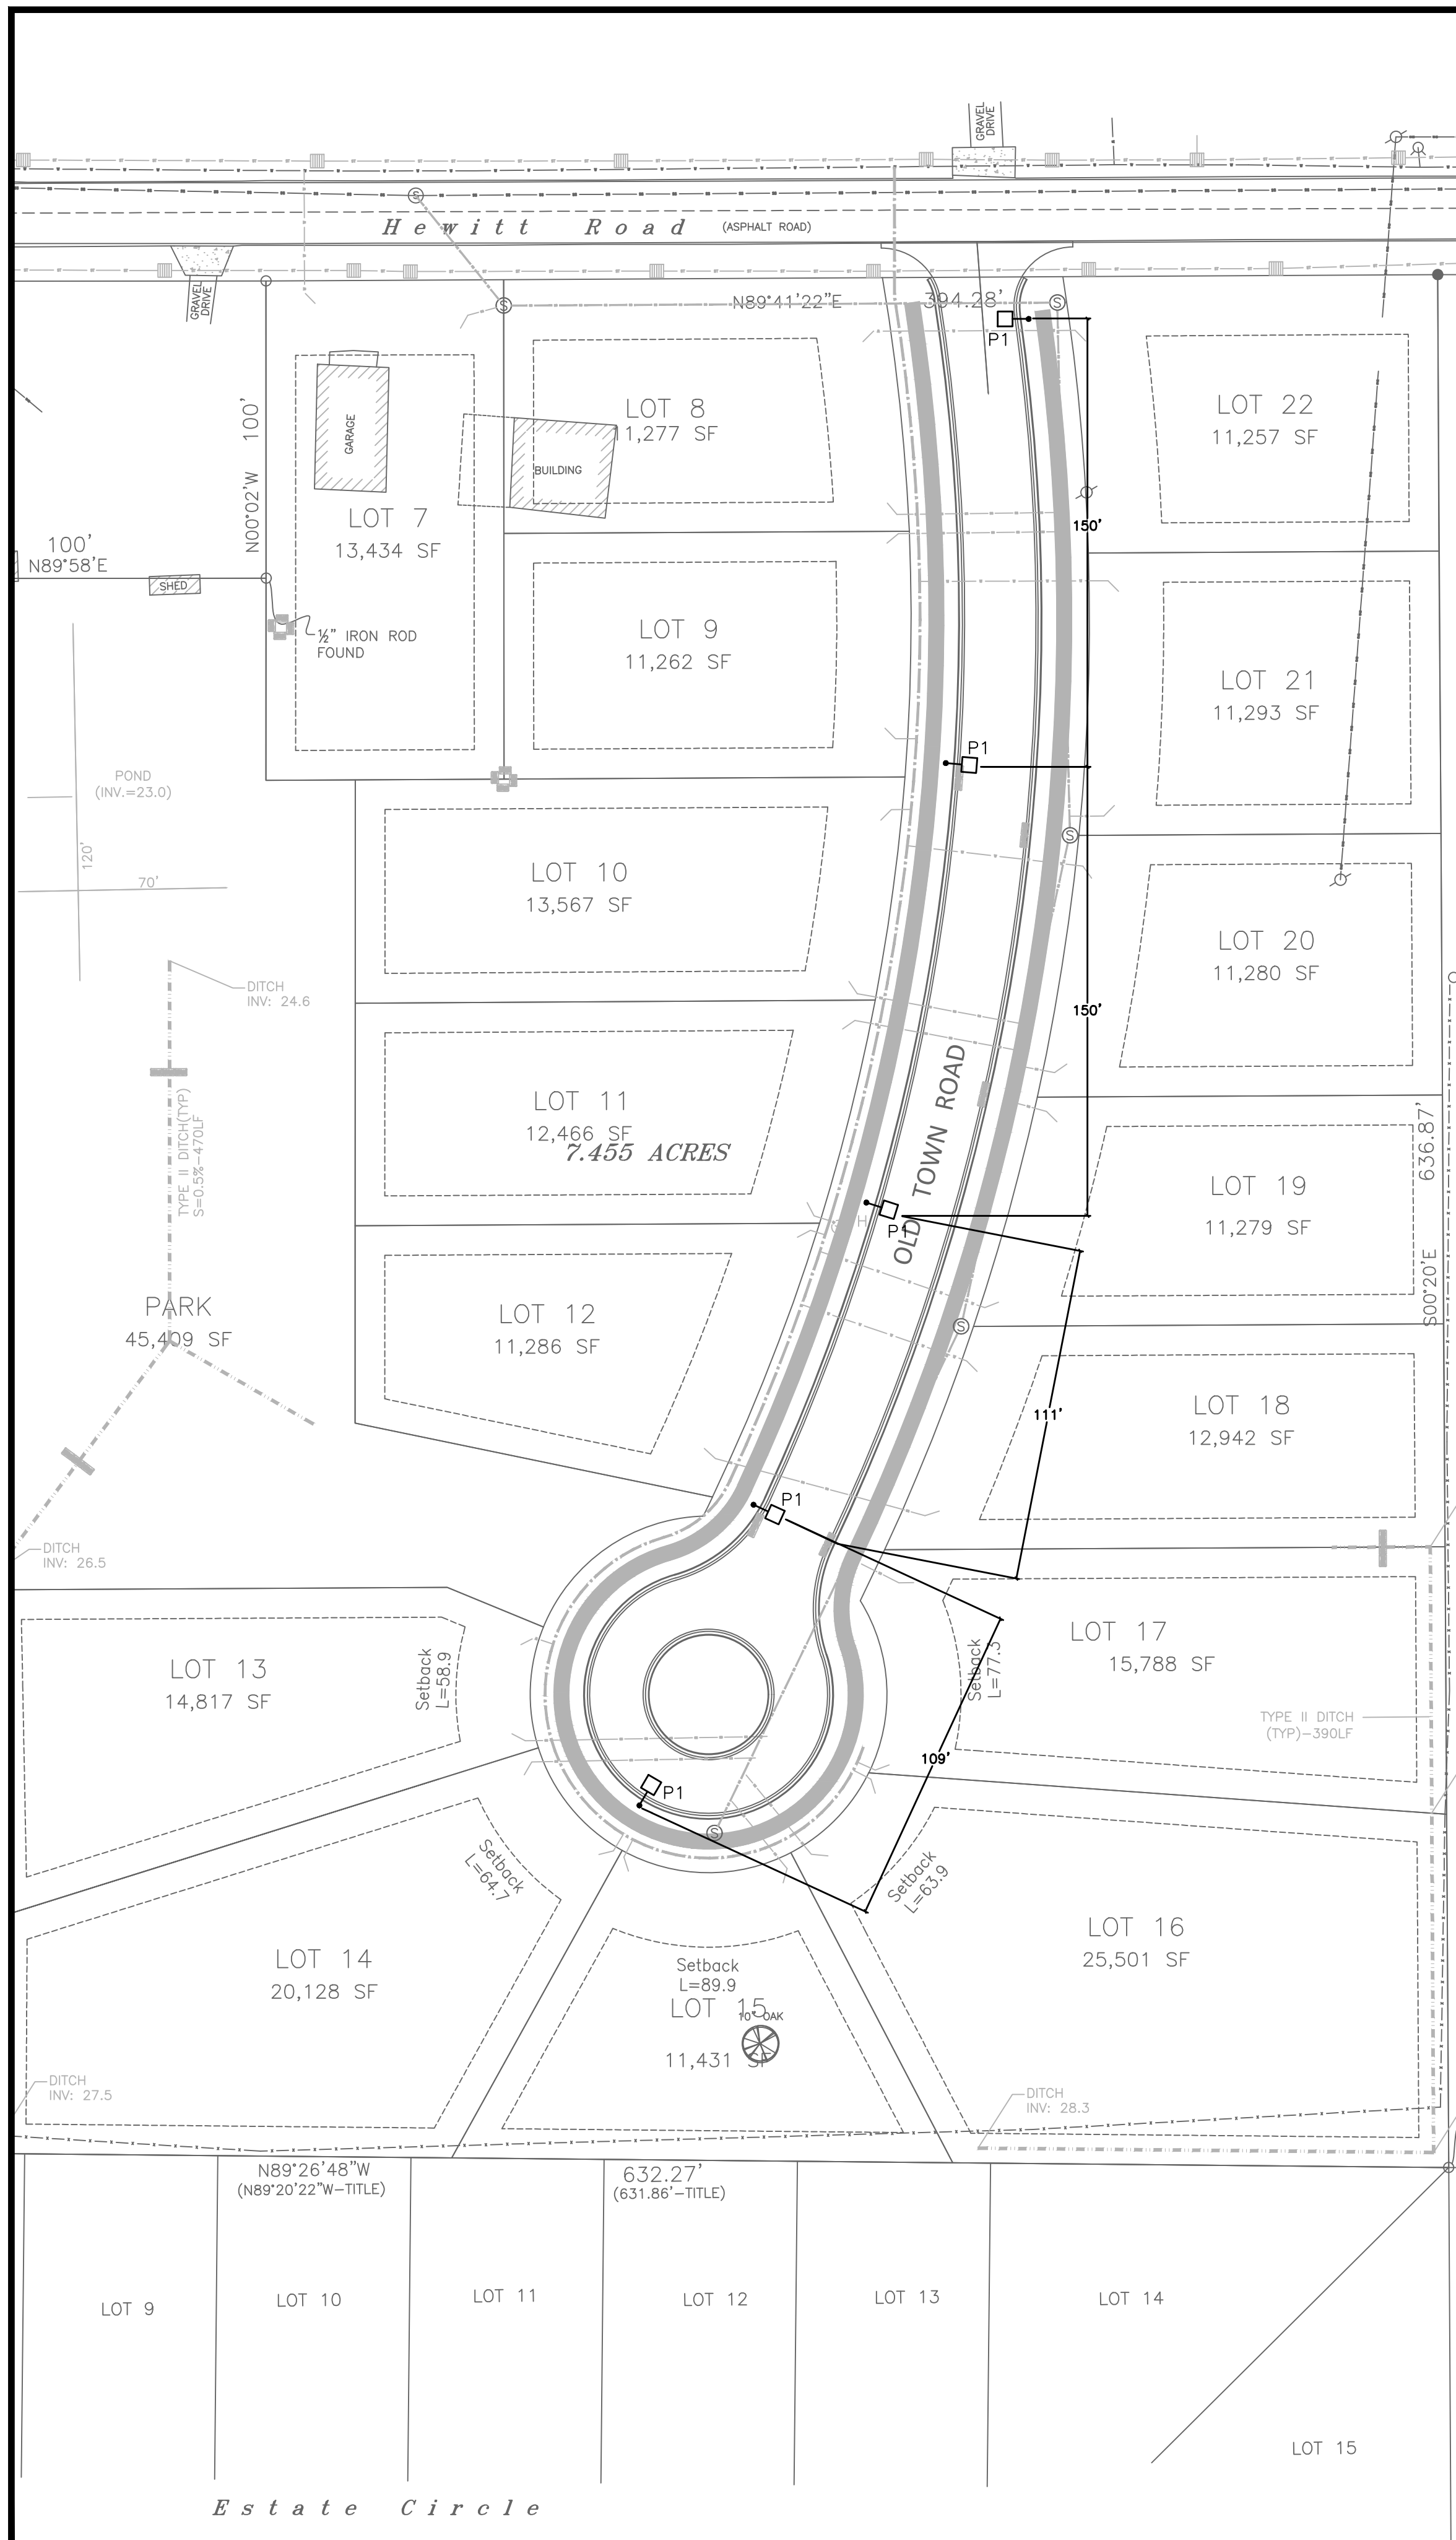 GRAVEL
DRIVE
Hewitt Road (ASPHALT ROAD)
GRAVEL
DRIVE
N89°41'22"E 394.28'
P1
N00°02'W 100'
GARAGE
BUILDING
LOT 8
11,277 SF
LOT 22
11,257 SF
LOT 7
13,434 SF
150'
100'
N89°58'E
SHED
½" IRON ROD
FOUND
LOT 9
11,262 SF
LOT 21
11,293 SF
P1
POND
(INV.=23.0)
120'
70'
LOT 10
13,567 SF
LOT 20
11,280 SF
DITCH
INV: 24.6
150'
TYPE II DITCH(TYP)
S=0.5%-470LF
LOT 11
12,466 SF
7.455 ACRES
OLD TOWN ROAD
636.87'
S00°20'E
LOT 19
11,279 SF
H
P1
PARK
45,409 SF
LOT 12
11,286 SF
LOT 18
12,942 SF
111'
P1
DITCH
INV: 26.5
LOT 13
14,817 SF
Setback
L=58.9
Setback
L=77.3
LOT 17
15,788 SF
TYPE II DITCH
(TYP)-390LF
109'
P1
Setback
L=64.7
Setback
L=63.9
LOT 14
20,128 SF
LOT 16
25,501 SF
Setback
L=89.9
LOT 15
10" OAK
11,431 SF
DITCH
INV: 27.5
DITCH
INV: 28.3
N89°26'48"W
(N89°20'22"W-TITLE)
632.27'
(631.86'-TITLE)
LOT 9
LOT 10
LOT 11
LOT 12
LOT 13
LOT 14
LOT 15
Estate Circle